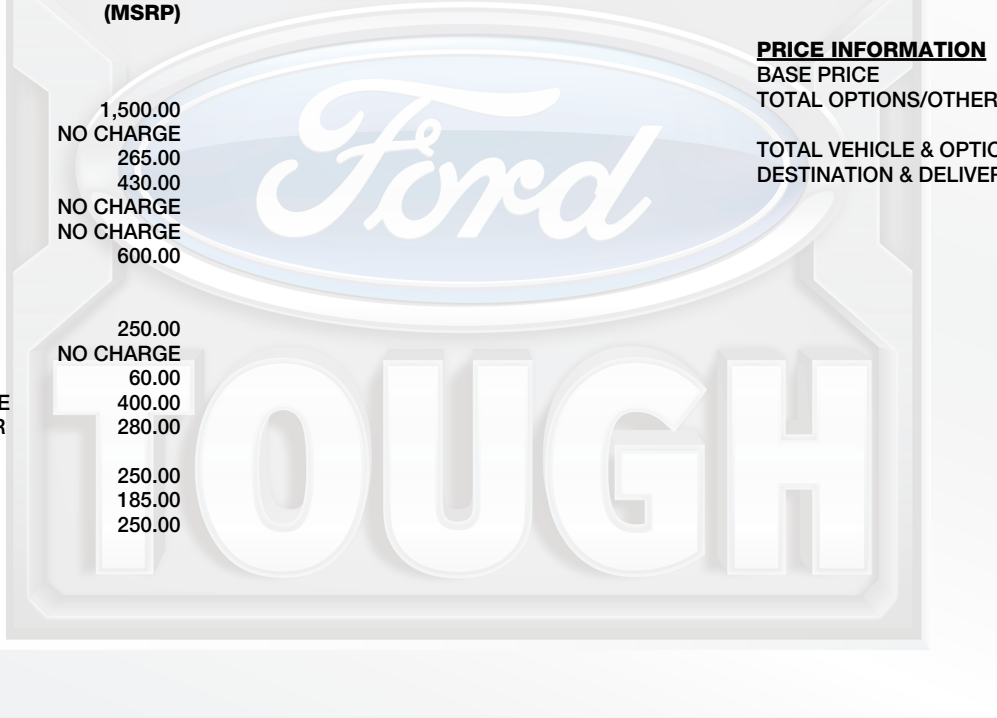 (MSRP)
1,500.00
NO CHARGE
265.00
430.00
NO CHARGE
NO CHARGE
600.00
250.00
NO CHARGE
60.00
E 400.00
R 280.00
250.00
185.00
250.00
PRICE INFORMATION
BASE PRICE
TOTAL OPTIONS/OTHER
TOTAL VEHICLE & OPTIO
DESTINATION & DELIVER
Ford
TOUGH